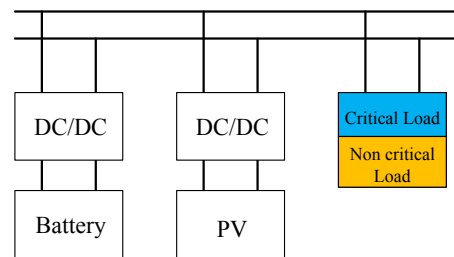 DC/DC
DC/DC
Critical Load
Non critical
Load
Battery
PV